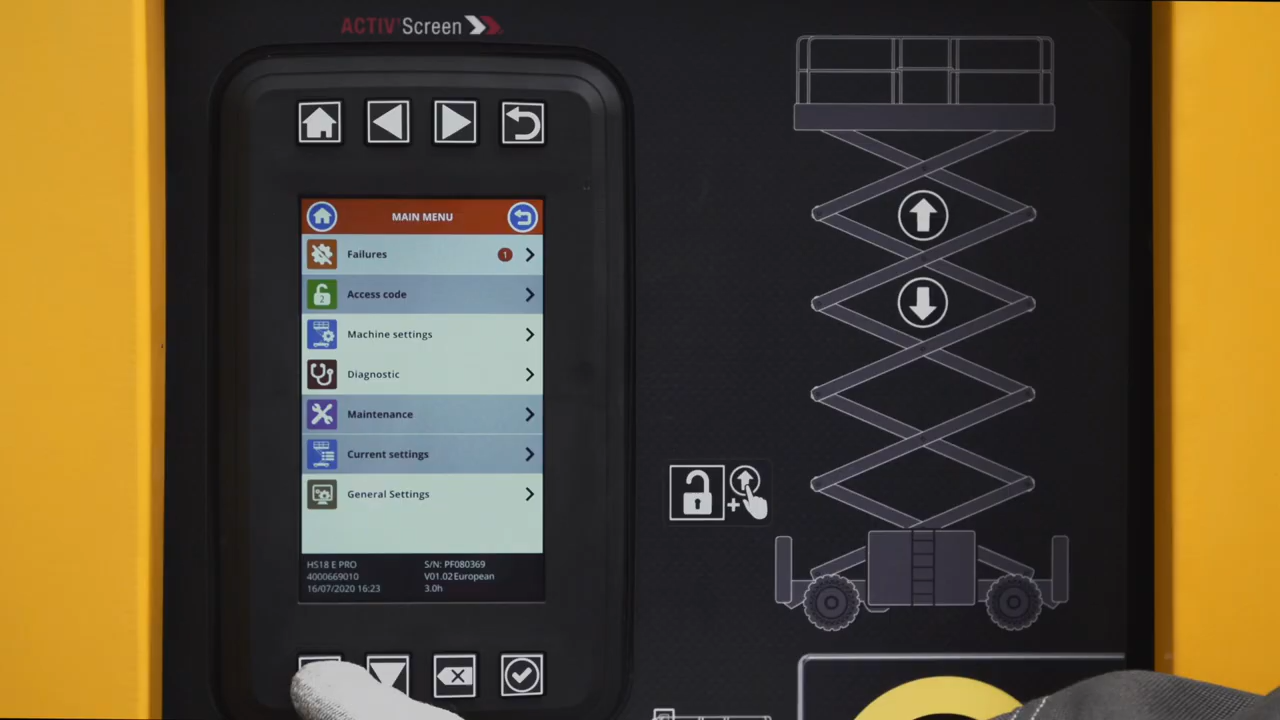 ACTIV'Screen
MAIN MENU
Failures 1
Access code
2
Machine settings
Diagnostic
Maintenance
Current settings
General Settings
HS18 E PRO S/N: PF080369
4000669010 V01.02 European
16/07/2020 16:23 3.0h